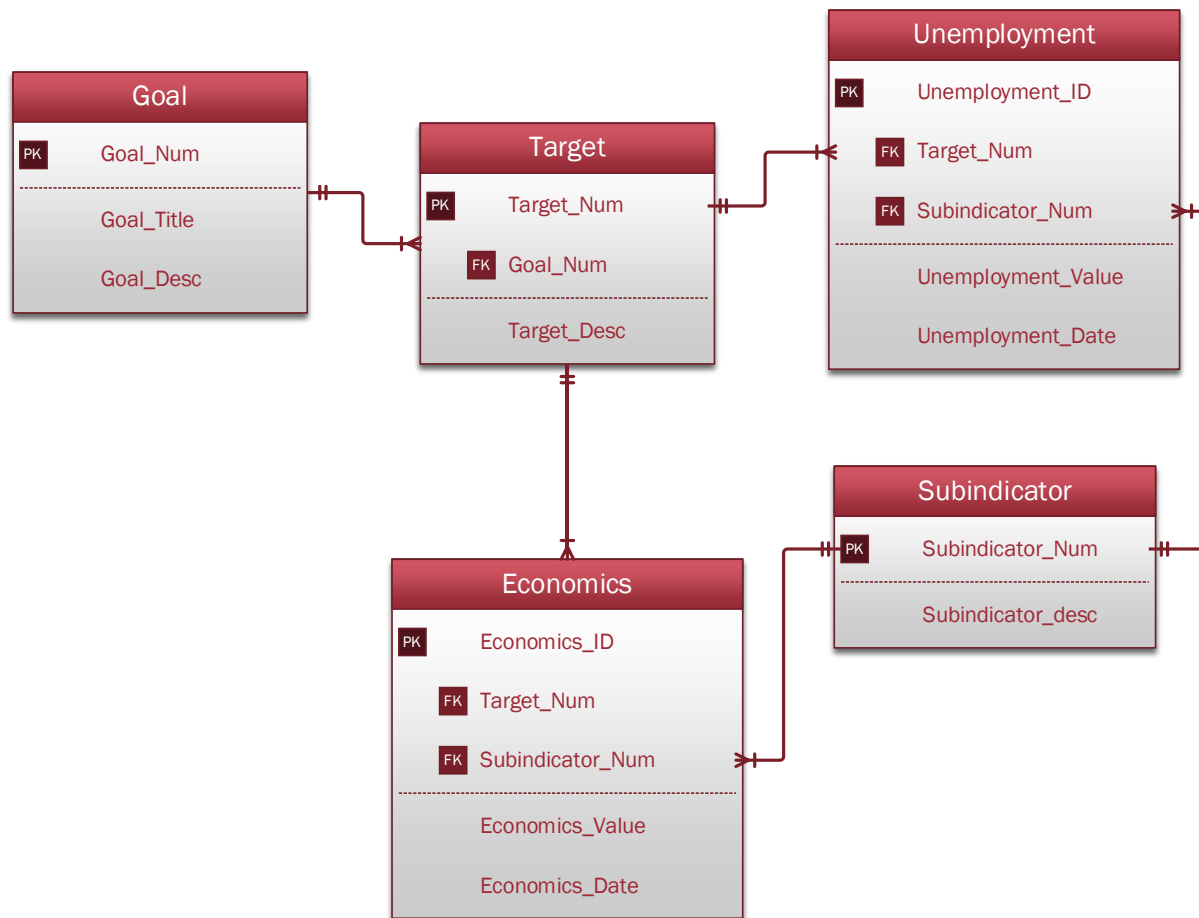 Goal
PK Goal_Num
Goal_Title
Goal_Desc
Target
PK Target_Num
FK Goal_Num
Target_Desc
Unemployment
PK Unemployment_ID
FK Target_Num
FK Subindicator_Num
Unemployment_Value
Unemployment_Date
Subindicator
PK Subindicator_Num
Subindicator_desc
Economics
PK Economics_ID
FK Target_Num
FK Subindicator_Num
Economics_Value
Economics_Date